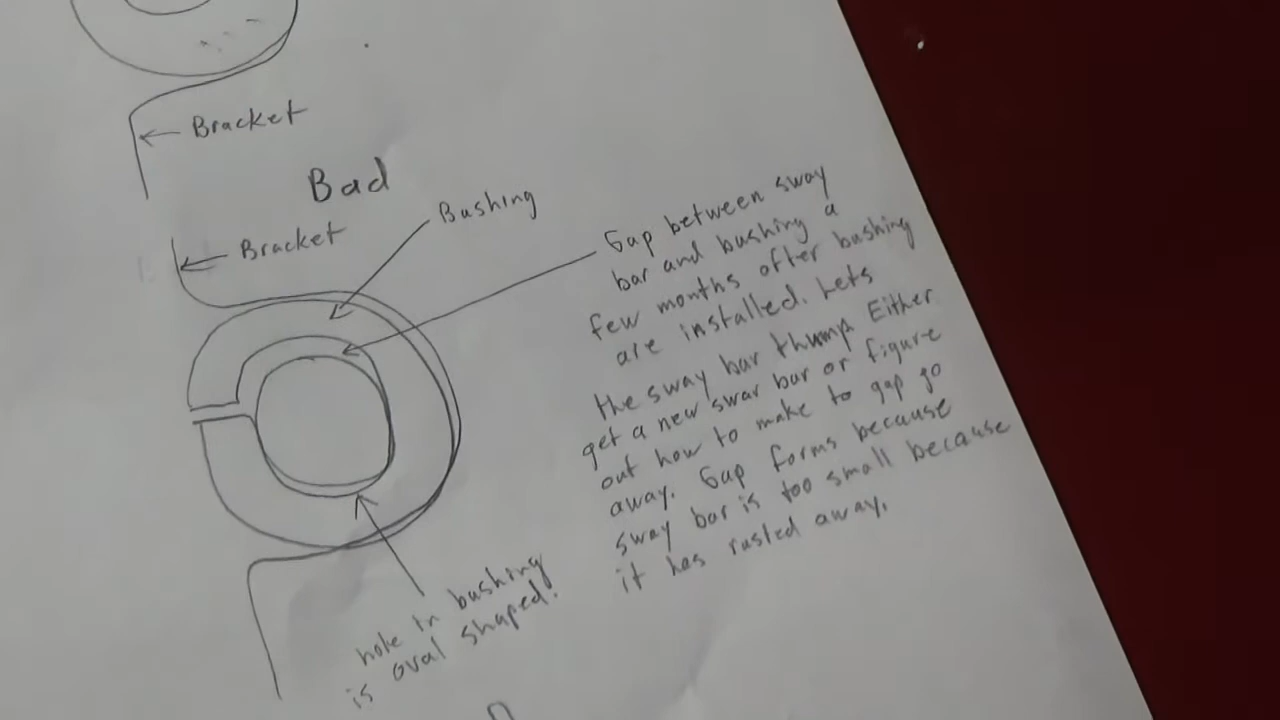 Bracket
Bad
Bushing
Bracket
Gap between sway
bar and bushing a
few months after bushing
are installed. Lets
the sway bar thump Either
get a new swar bar or figure
out how to make to gap go
away. Gap forms because
sway bar is too small because
it has rusted away.
hole in bushing
is oval shaped.